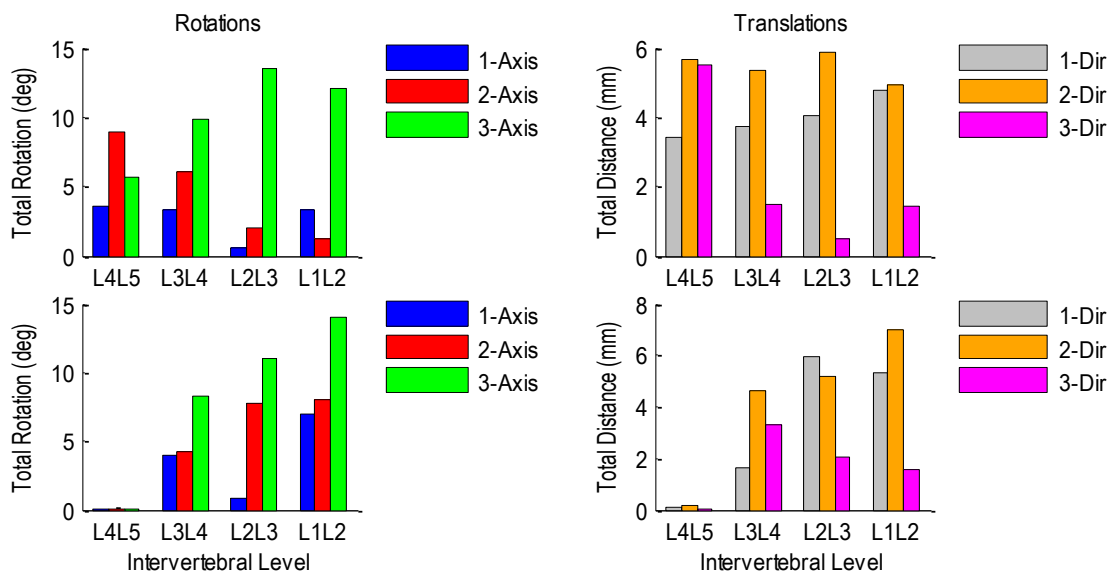 Rotations
Total Rotation (deg)
15
10
5
0
L4L5 L3L4 L2L3 L1L2
1-Axis
2-Axis
3-Axis
Translations
Total Distance (mm)
6
4
2
0
L4L5 L3L4 L2L3 L1L2
1-Dir
2-Dir
3-Dir
Total Rotation (deg)
15
10
5
0
L4L5 L3L4 L2L3 L1L2
Intervertebral Level
1-Axis
2-Axis
3-Axis
Total Distance (mm)
8
6
4
2
0
L4L5 L3L4 L2L3 L1L2
Intervertebral Level
1-Dir
2-Dir
3-Dir